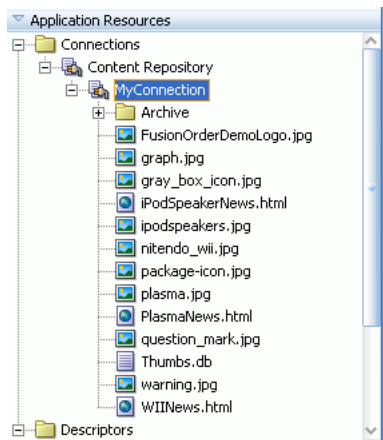 Application Resources
Connections
Content Repository
MyConnection
Archive
FusionOrderDemoLogo.jpg
graph.jpg
gray_box_icon.jpg
iPodSpeakerNews.html
ipodspeakers.jpg
nitendo_wii.jpg
package-icon.jpg
plasma.jpg
PlasmaNews.html
question_mark.jpg
Thumbs.db
warning.jpg
WIINews.html
Descriptors